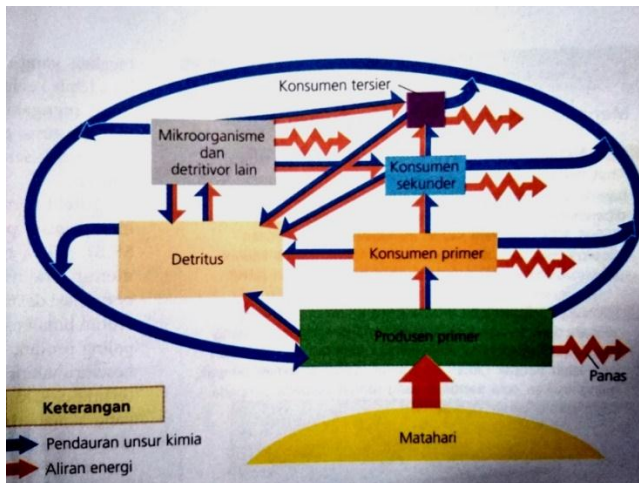 Konsumen tersier
Mikroorganisme
dan
detritivor lain
Konsumen
sekunder
Detritus
Konsumen primer
Produsen primer
Panas
Matahari
Keterangan
Pendauran unsur kimia
Aliran energi